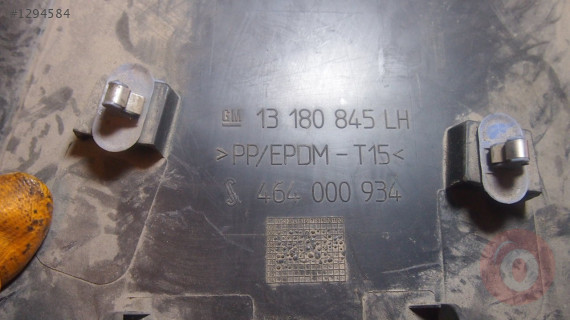 #1294584
GM 13 180 845 LH
>PP/EPDM-T15<
464 000 934